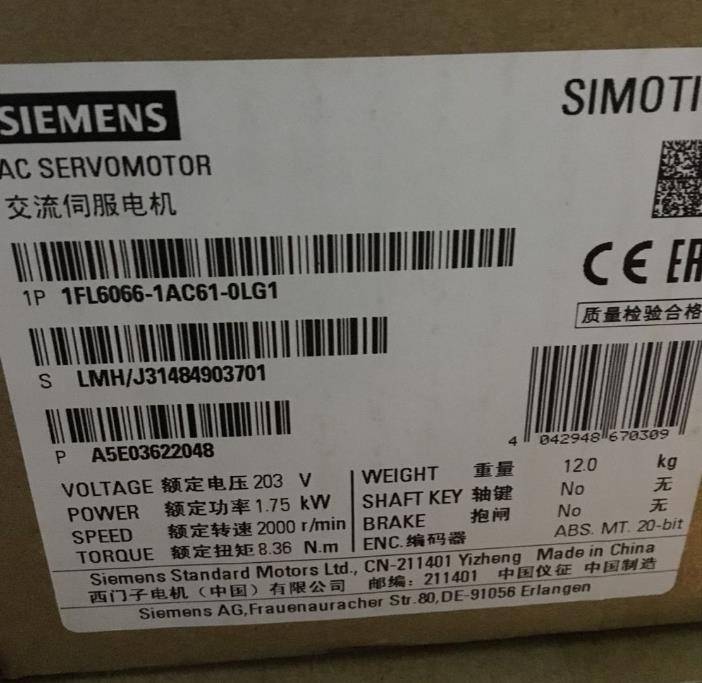 SIEMENS
SIMOTI
AC SERVOMOTOR
交流伺服电机
1P 1FL6066-1AC61-0LG1
CE ER
质量检验合格
S LMH/J31484903701
P A5E03622048
4 042948 670309
VOLTAGE 额定电压 203 V
POWER 额定功率 1.75 kW
SPEED 额定转速 2000 r/min
TORQUE 额定扭矩 8.36 N.m
WEIGHT 重量 12.0 kg
SHAFT KEY 轴键 No 无
BRAKE 抱闸 No 无
ENC. 编码器 ABS. MT. 20-bit
Siemens Standard Motors Ltd., CN-211401 Yizheng Made in China
西门子电机（中国）有限公司 邮编: 211401 中国仪征 中国制造
Siemens AG,Frauenauracher Str.80,DE-91056 Erlangen